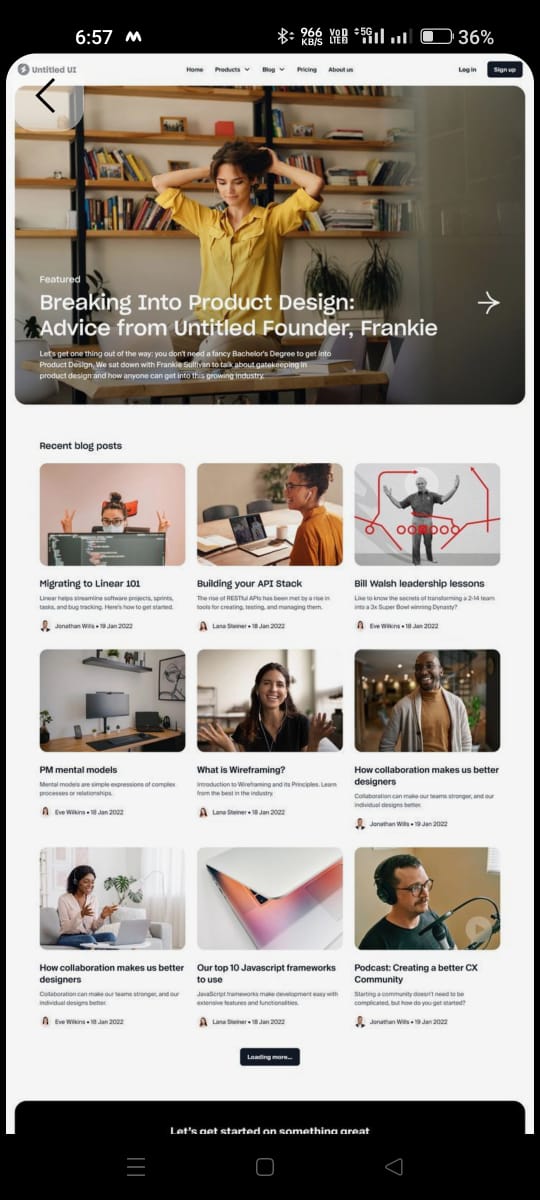 6:57
966 KB/S
VoD LTE2
5G
36%
Untitled UI
Home Products Blog Pricing About us
Log in Sign up
Featured
Breaking Into Product Design:
Advice from Untitled Founder, Frankie
Let's get one thing out of the way: you don't need a fancy Bachelor's Degree to get into
Product Design. We sat down with Frankie Sullivan to talk about gatekeeping in
product design and how anyone can get into this growing industry.
Recent blog posts
Migrating to Linear 101
Linear helps streamline software projects, sprints,
tasks, and bug tracking. Here's how to get started.
Jonathan Wills • 19 Jan 2022
Building your API Stack
The rise of RESTful APIs has been met by a rise in
tools for creating, testing, and managing them.
Lana Steiner • 18 Jan 2022
Bill Walsh leadership lessons
Like to know the secrets of transforming a 2-14 team
into a 3x Super Bowl winning Dynasty?
Eve Wilkins • 18 Jan 2022
PM mental models
Mental models are simple expressions of complex
processes or relationships.
Eve Wilkins • 18 Jan 2022
What is Wireframing?
Introduction to Wireframing and its Principles. Learn
from the best in the industry.
Lana Steiner • 18 Jan 2022
How collaboration makes us better
designers
Collaboration can make our teams stronger, and our
individual designs better.
Jonathan Wills • 19 Jan 2022
How collaboration makes us better
designers
Collaboration can make our teams stronger, and our
individual designs better.
Eve Wilkins • 18 Jan 2022
Our top 10 Javascript frameworks
to use
JavaScript frameworks make development easy with
extensive features and functionalities.
Lana Steiner • 18 Jan 2022
Podcast: Creating a better CX
Community
Starting a community doesn't need to be
complicated, but how do you get started?
Jonathan Wills • 19 Jan 2022
Loading more...
Let's get started on something great